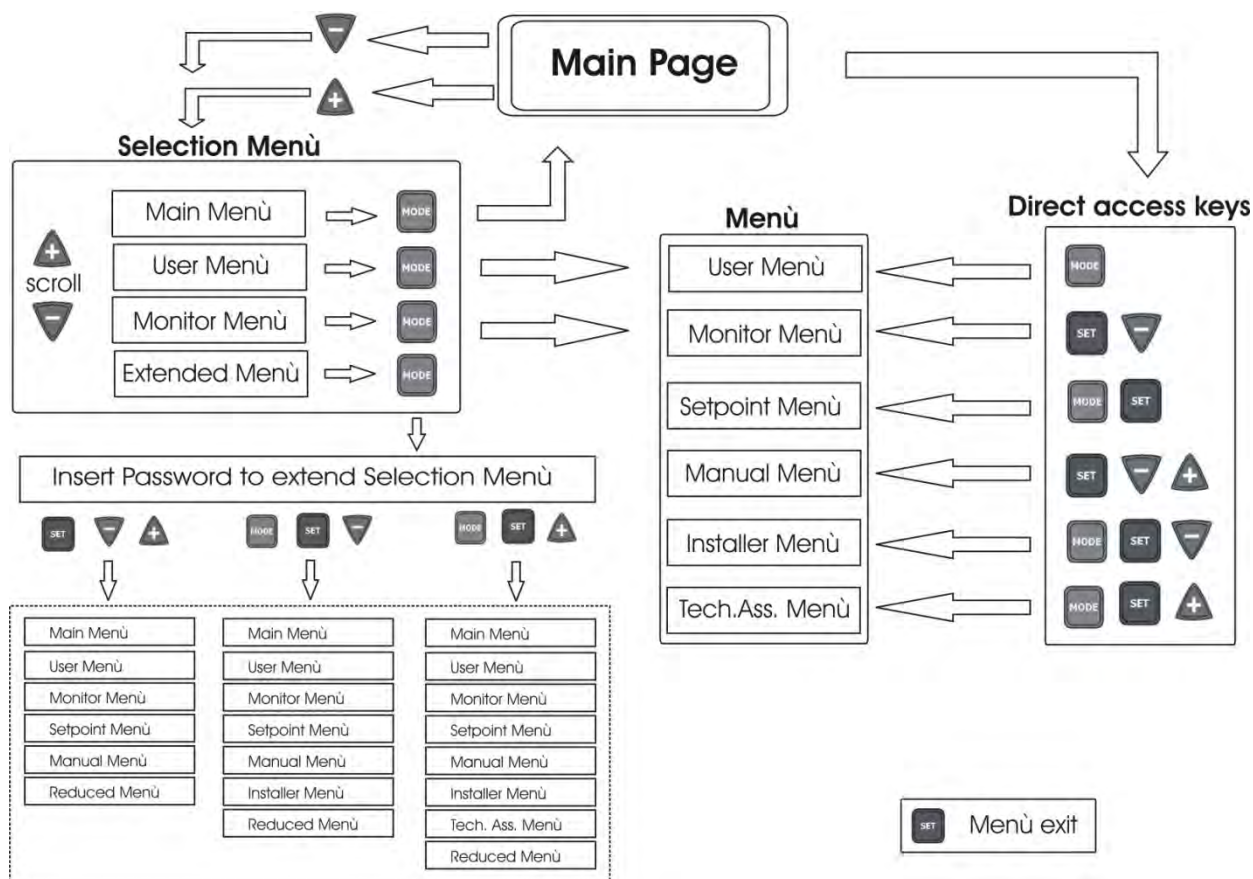 Main Page
Selection Menù
Main Menù
MODE
User Menù
MODE
scroll
Monitor Menù
MODE
Extended Menù
MODE
Insert Password to extend Selection Menù
SET
MODE SET
MODE SET
Main Menù
User Menù
Monitor Menù
Setpoint Menù
Manual Menù
Reduced Menù
Main Menù
User Menù
Monitor Menù
Setpoint Menù
Manual Menù
Installer Menù
Reduced Menù
Main Menù
User Menù
Monitor Menù
Setpoint Menù
Manual Menù
Installer Menù
Tech. Ass. Menù
Reduced Menù
Menù
User Menù
Monitor Menù
Setpoint Menù
Manual Menù
Installer Menù
Tech.Ass. Menù
Direct access keys
MODE
SET
MODE SET
SET
MODE SET
MODE SET
SET Menù exit